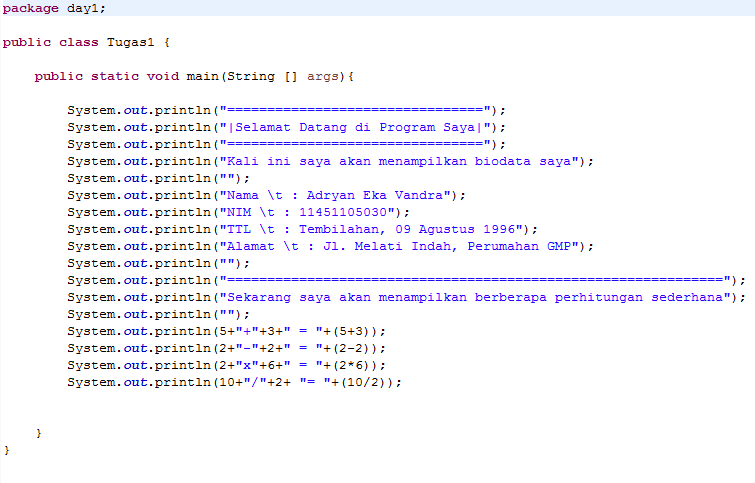 package day1;
public class Tugas1 {
public static void main(String [] args){
System.out.println("================================");
System.out.println("|Selamat Datang di Program Saya|");
System.out.println("================================");
System.out.println("Kali ini saya akan menampilkan biodata saya");
System.out.println("");
System.out.println("Nama \t : Adryan Eka Vandra");
System.out.println("NIM \t : 11451105030");
System.out.println("TTL \t : Tembilahan, 09 Agustus 1996");
System.out.println("Alamat \t : Jl. Melati Indah, Perumahan GMP");
System.out.println("");
System.out.println("==============================================================");
System.out.println("Sekarang saya akan menampilkan berberapa perhitungan sederhana");
System.out.println("");
System.out.println(5+"+"+3+" = "+(5+3));
System.out.println(2+"-"+2+" = "+(2-2));
System.out.println(2+"x"+6+" = "+(2*6));
System.out.println(10+"/"+2+ "= "+(10/2));
}
}